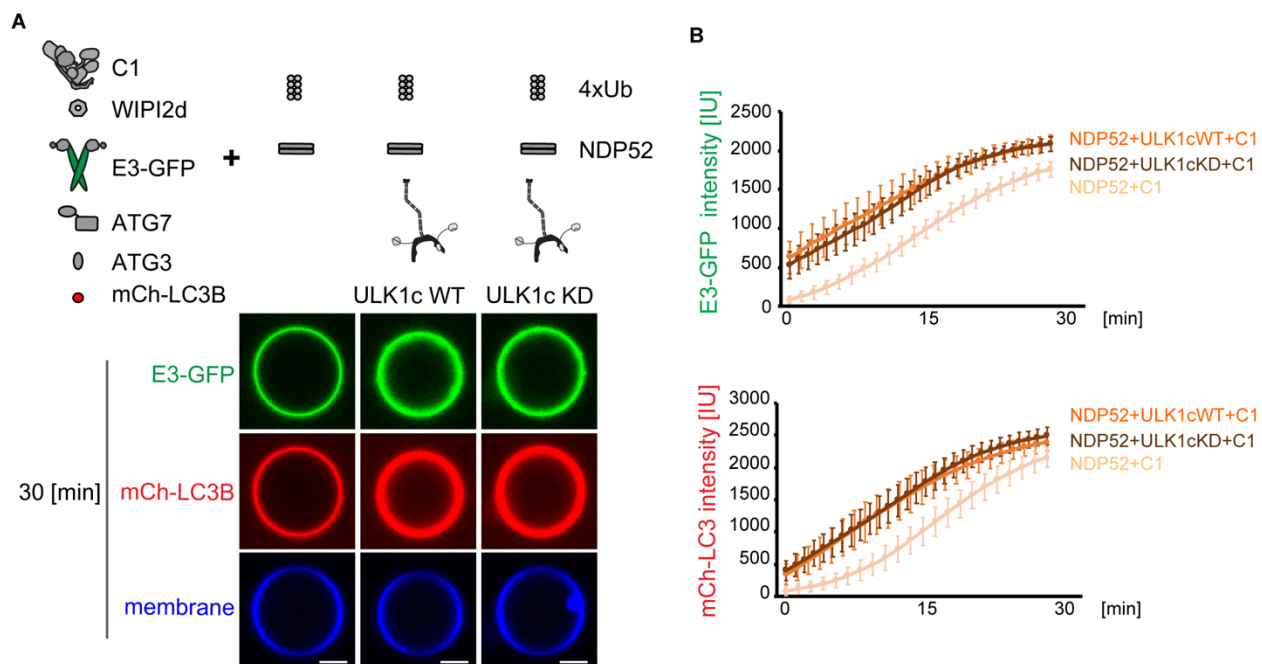 A
C1
WIPI2d
E3-GFP
ATG7
ATG3
mCh-LC3B
+
4xUb
NDP52
ULK1c WT
ULK1c KD
30 [min]
E3-GFP
mCh-LC3B
membrane
B
E3-GFP intensity [IU]
2500
2000
1500
1000
500
0
0
15
30
[min]
NDP52+ULK1cWT+C1
NDP52+ULK1cKD+C1
NDP52+C1
mCh-LC3 intensity [IU]
3000
2500
2000
1500
1000
500
0
0
15
30
[min]
NDP52+ULK1cWT+C1
NDP52+ULK1cKD+C1
NDP52+C1